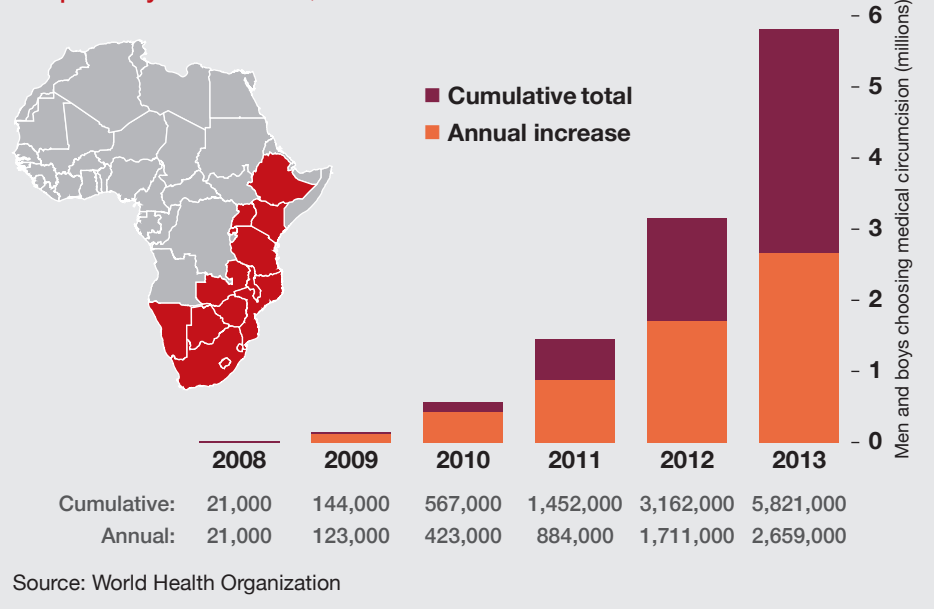 Cumulative total
Annual increase
6
5
4
3
2
1
0
Men and boys choosing medical circumcision (millions)
2008 2009 2010 2011 2012 2013
Cumulative: 21,000 144,000 567,000 1,452,000 3,162,000 5,821,000
Annual: 21,000 123,000 423,000 884,000 1,711,000 2,659,000
Source: World Health Organization